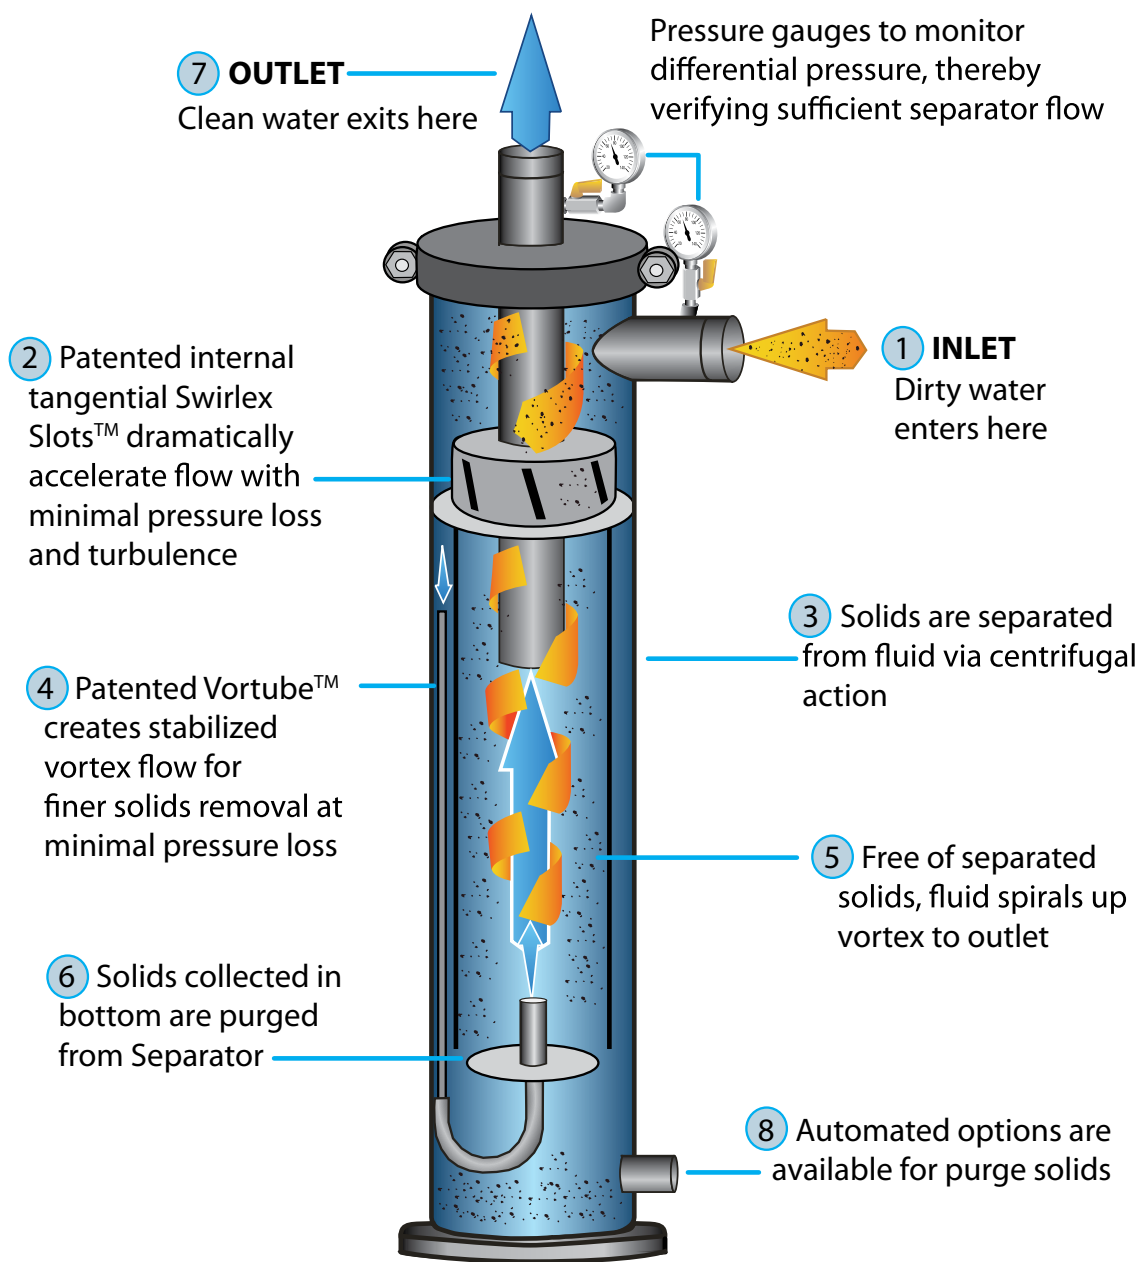 7 OUTLET
Clean water exits here
Pressure gauges to monitor
differential pressure, thereby
verifying sufficient separator flow
1 INLET
Dirty water
enters here
2 Patented internal
tangential Swirlex
Slots™ dramatically
accelerate flow with
minimal pressure loss
and turbulence
3 Solids are separated
from fluid via centrifugal
action
4 Patented Vortube™
creates stabilized
vortex flow for
finer solids removal at
minimal pressure loss
5 Free of separated
solids, fluid spirals up
vortex to outlet
6 Solids collected in
bottom are purged
from Separator
8 Automated options are
available for purge solids